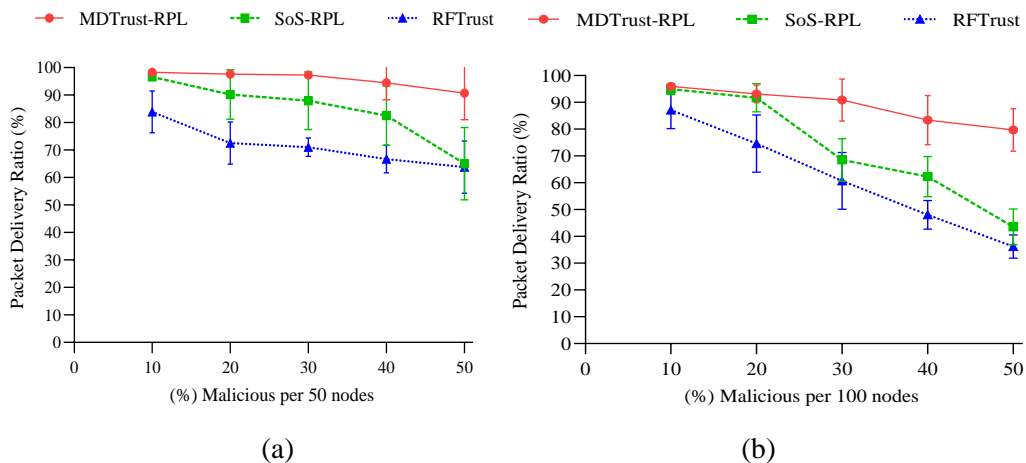 MDTrust-RPL SoS-RPL RFTrust
Packet Delivery Ratio (%)
100
90
80
70
60
50
40
30
20
10
0
0 10 20 30 40 50
(%) Malicious per 50 nodes
(a)
MDTrust-RPL SoS-RPL RFTrust
Packet Delivery Ratio (%)
100
90
80
70
60
50
40
30
20
10
0
0 10 20 30 40 50
(%) Malicious per 100 nodes
(b)